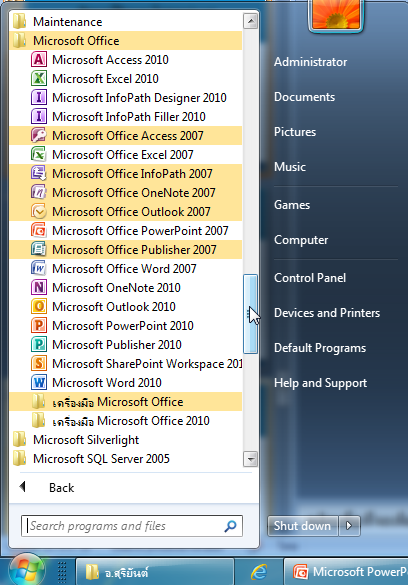 Maintenance
Microsoft Office
Microsoft Access 2010
Microsoft Excel 2010
Microsoft InfoPath Designer 2010
Microsoft InfoPath Filler 2010
Microsoft Office Access 2007
Microsoft Office Excel 2007
Microsoft Office InfoPath 2007
Microsoft Office OneNote 2007
Microsoft Office Outlook 2007
Microsoft Office PowerPoint 2007
Microsoft Office Publisher 2007
Microsoft Office Word 2007
Microsoft OneNote 2010
Microsoft Outlook 2010
Microsoft PowerPoint 2010
Microsoft Publisher 2010
Microsoft SharePoint Workspace 201
Microsoft Word 2010
เครื่องมือ Microsoft Office
เครื่องมือ Microsoft Office 2010
Microsoft Silverlight
Microsoft SQL Server 2005
Back
Search programs and files
Administrator
Documents
Pictures
Music
Games
Computer
Control Panel
Devices and Printers
Default Programs
Help and Support
Shut down
อ.สุริยันต์
Microsoft PowerP